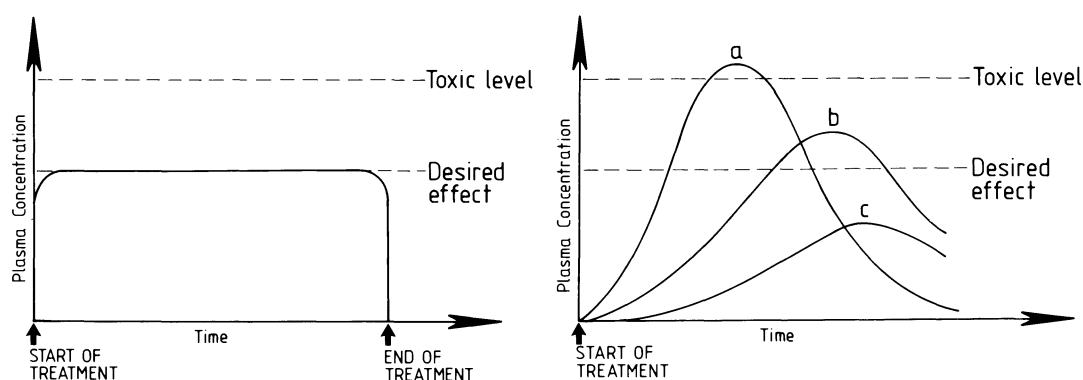 Toxic level
Desired
effect
Plasma Concentration
Time
START OF
TREATMENT
END OF
TREATMENT
a
Toxic level
b
Desired
effect
c
Plasma Concentration
Time
START OF
TREATMENT